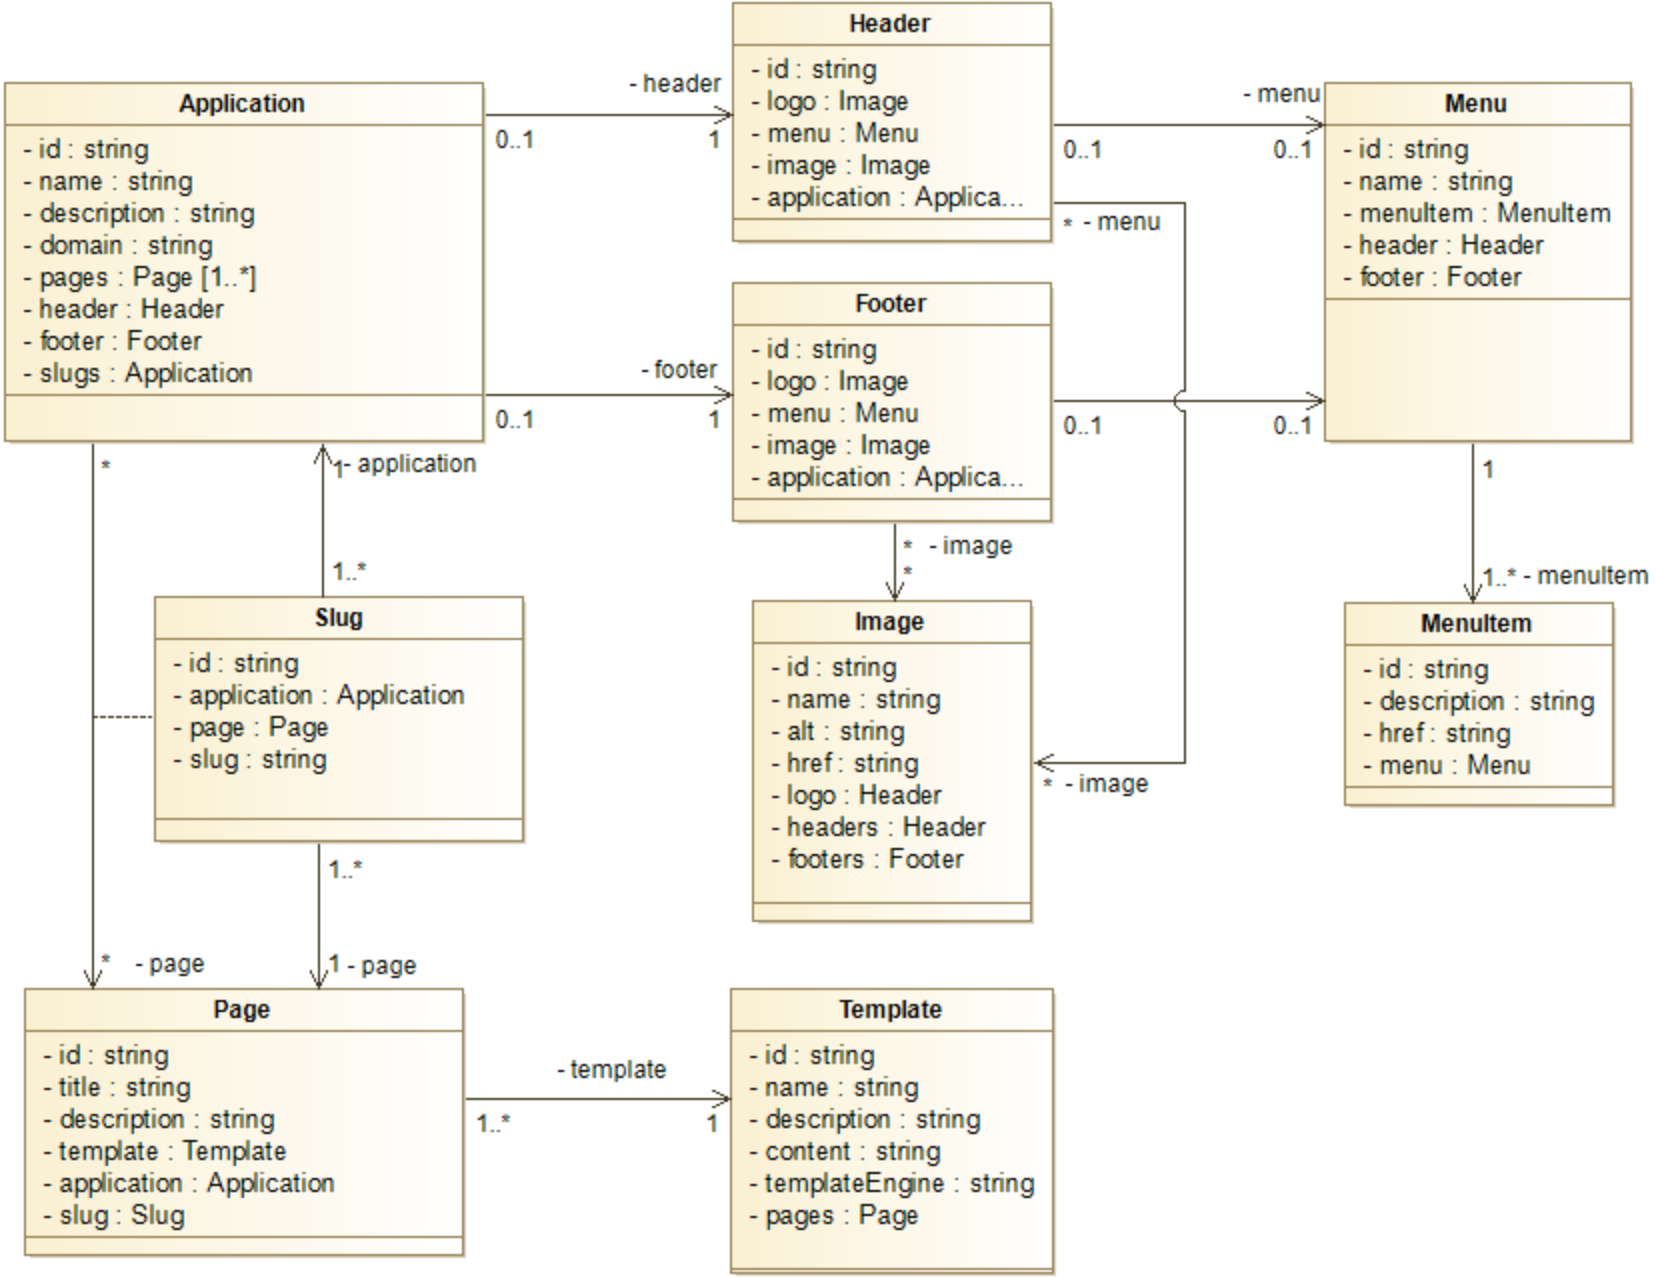 Application
- id : string
- name : string
- description : string
- domain : string
- pages : Page [1..*]
- header : Header
- footer : Footer
- slugs : Application
- header
0..1
1
Header
- id : string
- logo : Image
- menu : Menu
- image : Image
- application : Applica...
- menu
0..1
0..1
* - menu
Menu
- id : string
- name : string
- menuItem : MenuItem
- header : Header
- footer : Footer
- footer
0..1
1
Footer
- id : string
- logo : Image
- menu : Menu
- image : Image
- application : Applica...
0..1
0..1
*
1 - application
1..*
* - image
*
1
1..* - menuItem
Slug
- id : string
- application : Application
- page : Page
- slug : string
Image
- id : string
- name : string
- alt : string
- href : string
- logo : Header
- headers : Header
- footers : Footer
* - image
MenuItem
- id : string
- description : string
- href : string
- menu : Menu
1..*
* - page
1 - page
Page
- id : string
- title : string
- description : string
- template : Template
- application : Application
- slug : Slug
- template
1..*
1
Template
- id : string
- name : string
- description : string
- content : string
- templateEngine : string
- pages : Page